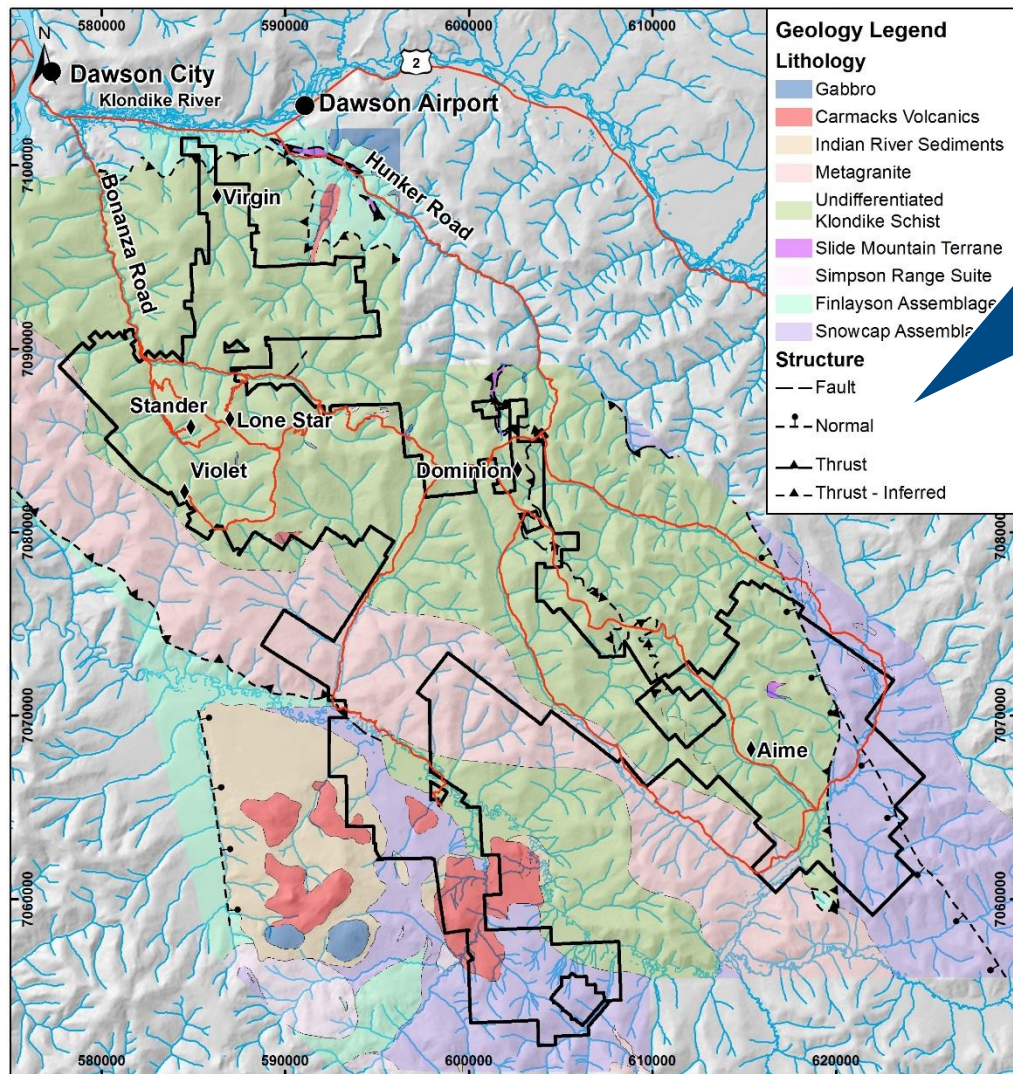 580000 590000 600000 610000
N
Dawson City
Klondike River
2
Dawson Airport
7100000
Bonanza Road
Virgin
Hunker Road
7090000
Stander
Lone Star
Violet
Dominion
7080000
7080000
7070000
7070000
Aime
7060000
7060000
580000 590000 600000 610000 620000
Geology Legend
Lithology
Gabbro
Carmacks Volcanics
Indian River Sediments
Metagranite
Undifferentiated
Klondike Schist
Slide Mountain Terrane
Simpson Range Suite
Finlayson Assemblage
Snowcap Assembla
Structure
Fault
Normal
Thrust
Thrust - Inferred